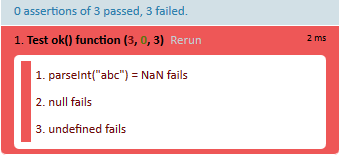 0 assertions of 3 passed, 3 failed.
1. Test ok() function (3, 0, 3) Rerun 2 ms
1. parseInt("abc") = NaN fails
2. null fails
3. undefined fails